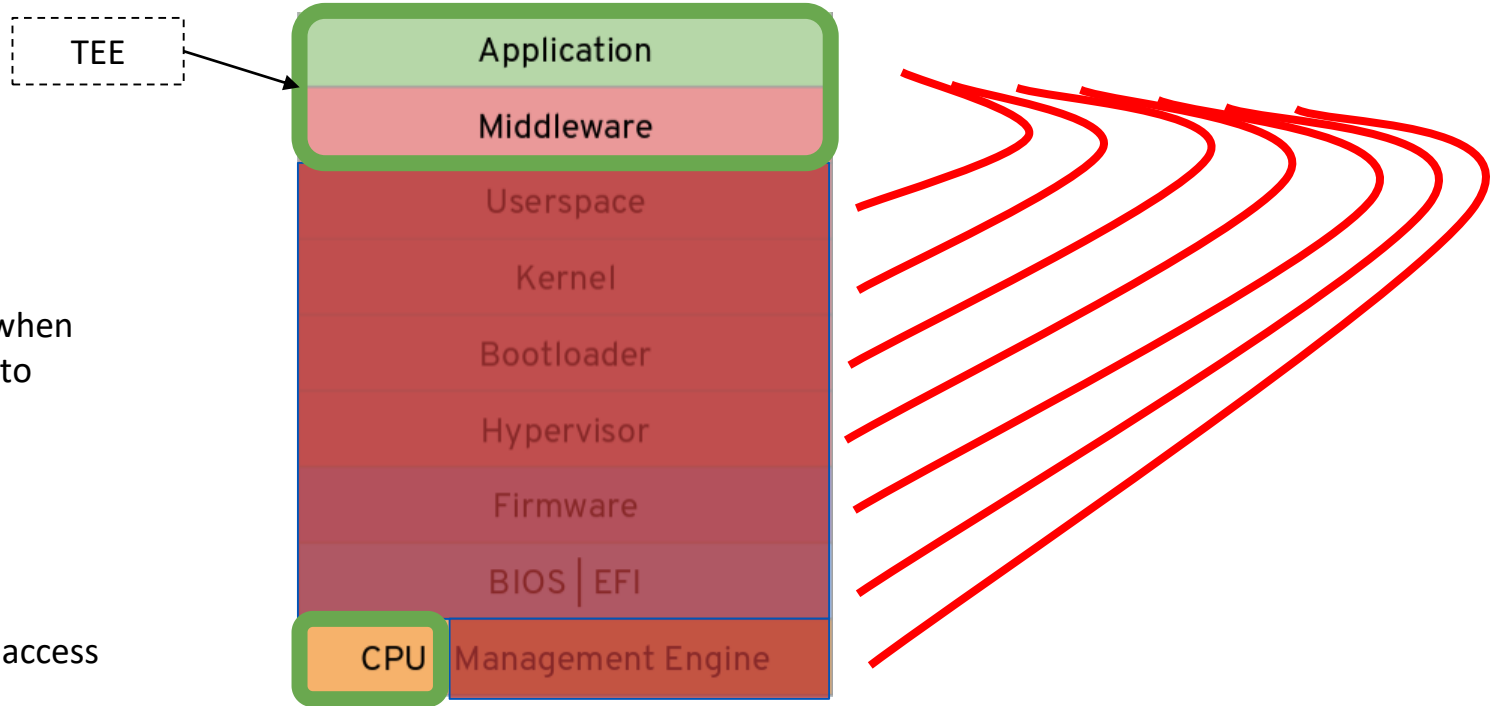 TEE
Application
Middleware
Userspace
Kernel
when
to
Bootloader
Hypervisor
Firmware
BIOS | EFI
access
CPU
Management Engine